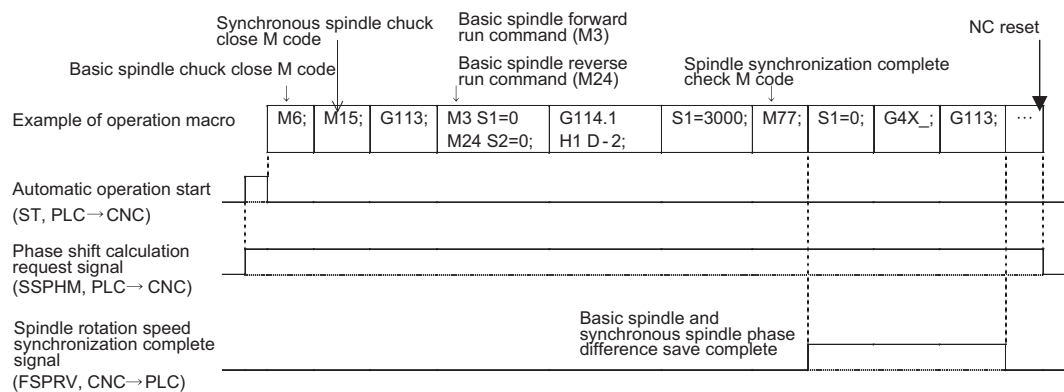 Synchronous spindle chuck
close M code
Basic spindle chuck close M code
Basic spindle forward
run command (M3)
Basic spindle reverse
run command (M24)
Spindle synchronization complete
check M code
NC reset
Example of operation macro
M6; M15; G113; M3 S1=0 G114.1 S1=3000; M77; S1=0; G4X_; G113; ...
M24 S2=0; H1 D-2;
Automatic operation start
(ST, PLC→CNC)
Phase shift calculation
request signal
(SSPHM, PLC→CNC)
Spindle rotation speed
synchronization complete
signal
(FSPRV, CNC→PLC)
Basic spindle and
synchronous spindle phase
difference save complete